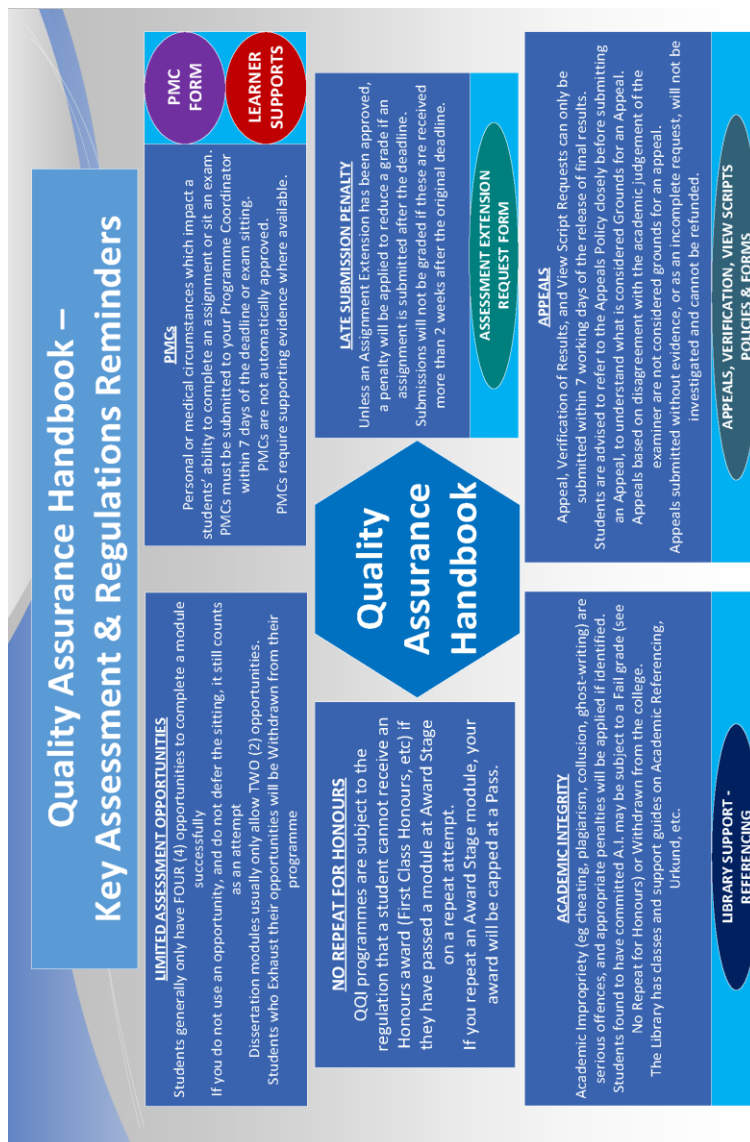 Quality Assurance Handbook –
Key Assessment & Regulations Reminders
LIMITED ASSESSMENT OPPORTUNITIES
Students generally only have FOUR (4) opportunities to complete a module
successfully
If you do not use an opportunity, and do not defer the sitting, it still counts
as an attempt
Dissertation modules usually only allow TWO (2) opportunities.
Students who Exhaust their opportunities will be Withdrawn from their
programme
PMCs
Personal or medical circumstances which impact a
students’ ability to complete an assignment or sit an exam.
PMCs must be submitted to your Programme Coordinator
within 7 days of the deadline or exam sitting.
PMCs are not automatically approved.
PMCs require supporting evidence where available.
PMC
FORM
LEARNER
SUPPORTS
NO REPEAT FOR HONOURS
QQI programmes are subject to the
regulation that a student cannot receive an
Honours award (First Class Honours, etc) if
they have passed a module at Award Stage
on a repeat attempt.
If you repeat an Award Stage module, your
award will be capped at a Pass.
Quality
Assurance
Handbook
LATE SUBMISSION PENALTY
Unless an Assignment Extension has been approved,
a penalty will be applied to reduce a grade if an
assignment is submitted after the deadline.
Submissions will not be graded if these are received
more than 2 weeks after the original deadline.
ASSESSMENT EXTENSION
REQUEST FORM
ACADEMIC INTEGRITY
Academic Impropriety (eg cheating, plagiarism, collusion, ghost-writing) are
serious offences, and appropriate penalties will be applied if identified.
Students found to have committed A.I. may be subject to a Fail grade (see
No Repeat for Honours) or Withdrawn from the college.
The Library has classes and support guides on Academic Referencing,
Urkund, etc.
LIBRARY SUPPORT -
REFERENCING
APPEALS
Appeal, Verification of Results, and View Script Requests can only be
submitted within 7 working days of the release of final results.
Students are advised to refer to the Appeals Policy closely before submitting
an Appeal, to understand what is considered Grounds for an Appeal.
Appeals based on disagreement with the academic judgement of the
examiner are not considered grounds for an appeal.
Appeals submitted without evidence, or as an incomplete request, will not be
investigated and cannot be refunded.
APPEALS, VERIFICATION, VIEW SCRIPTS
POLICIES & FORMS